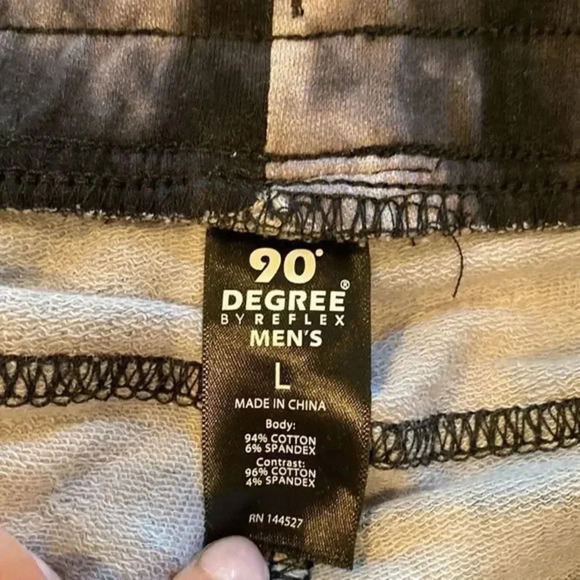 90°
DEGREE®
BY REFLEX
MEN'S
L
MADE IN CHINA
Body:
94% COTTON
6% SPANDEX
Contrast:
96% COTTON
4% SPANDEX
RN 144527